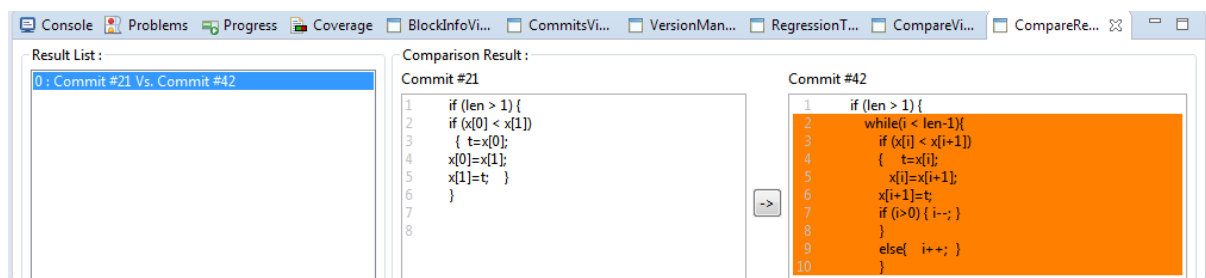 Console Problems Progress Coverage BlockInfoVi... CommitsVi... VersionMan... RegressionT... CompareVi... CompareRe...
Result List : Comparison Result :
0 : Commit #21 Vs. Commit #42
Commit #21 Commit #42
1 if (len > 1) {
2 if (x[0] < x[1])
3 { t=x[0];
4 x[0]=x[1];
5 x[1]=t; }
6 }
7
8
->
1 if (len > 1) {
2 while(i < len-1){
3 if (x[i] < x[i+1])
4 { t=x[i];
5 x[i]=x[i+1];
6 x[i+1]=t;
7 if (i>0) { i--; }
8 }
9 else{ i++; }
10 }